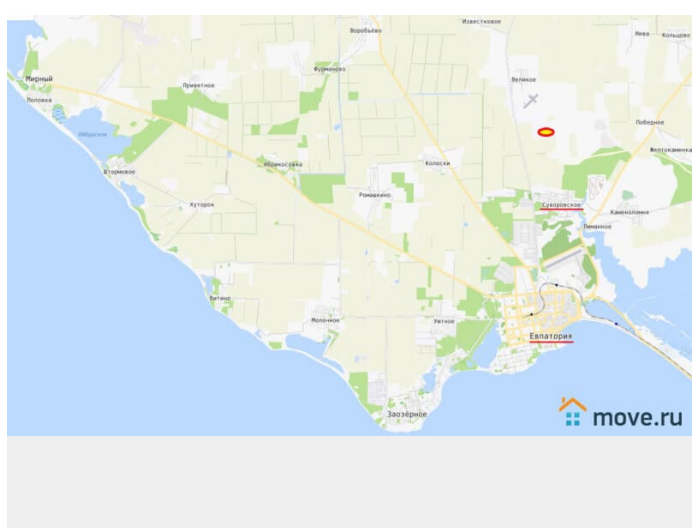 Известковое
Воробьёво
Нива
Кольцово
Фурманово
Мирный
Великое
Приветное
Поповка
Победное
Желтокаменка
Колоски
Абрикосовка
Втормовое
Ромашкино
Суворовское
Куторок
Каменоломня
Лиманное
Витино
Молочное
Уютное
Евпатория
Заозёрное
move.ru